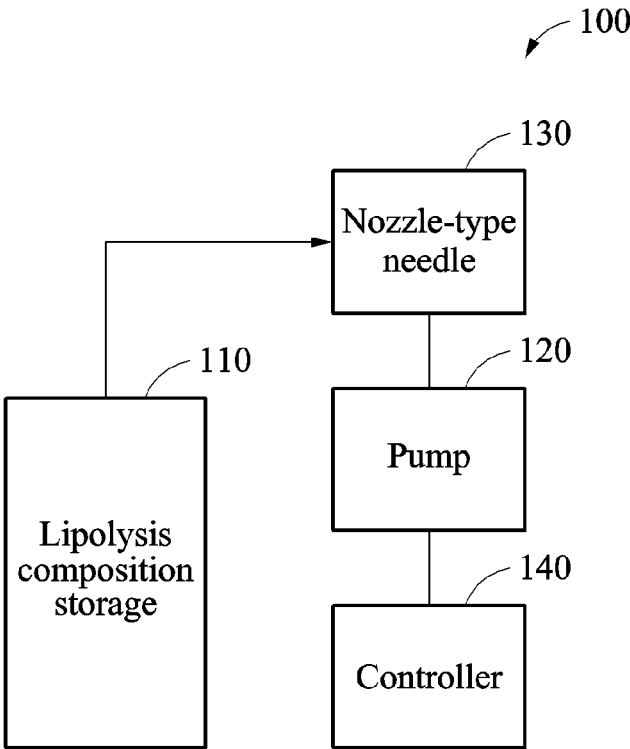 100
130
Nozzle-type
needle
110
120
Lipolysis
composition
storage
Pump
140
Controller